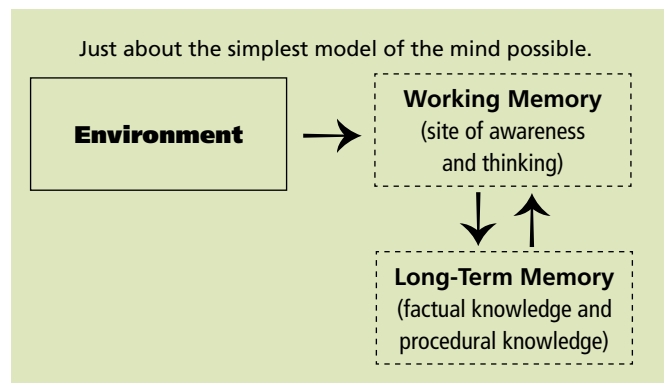 Just about the simplest model of the mind possible.
Environment
Working Memory
(site of awareness
and thinking)
Long-Term Memory
(factual knowledge and
procedural knowledge)